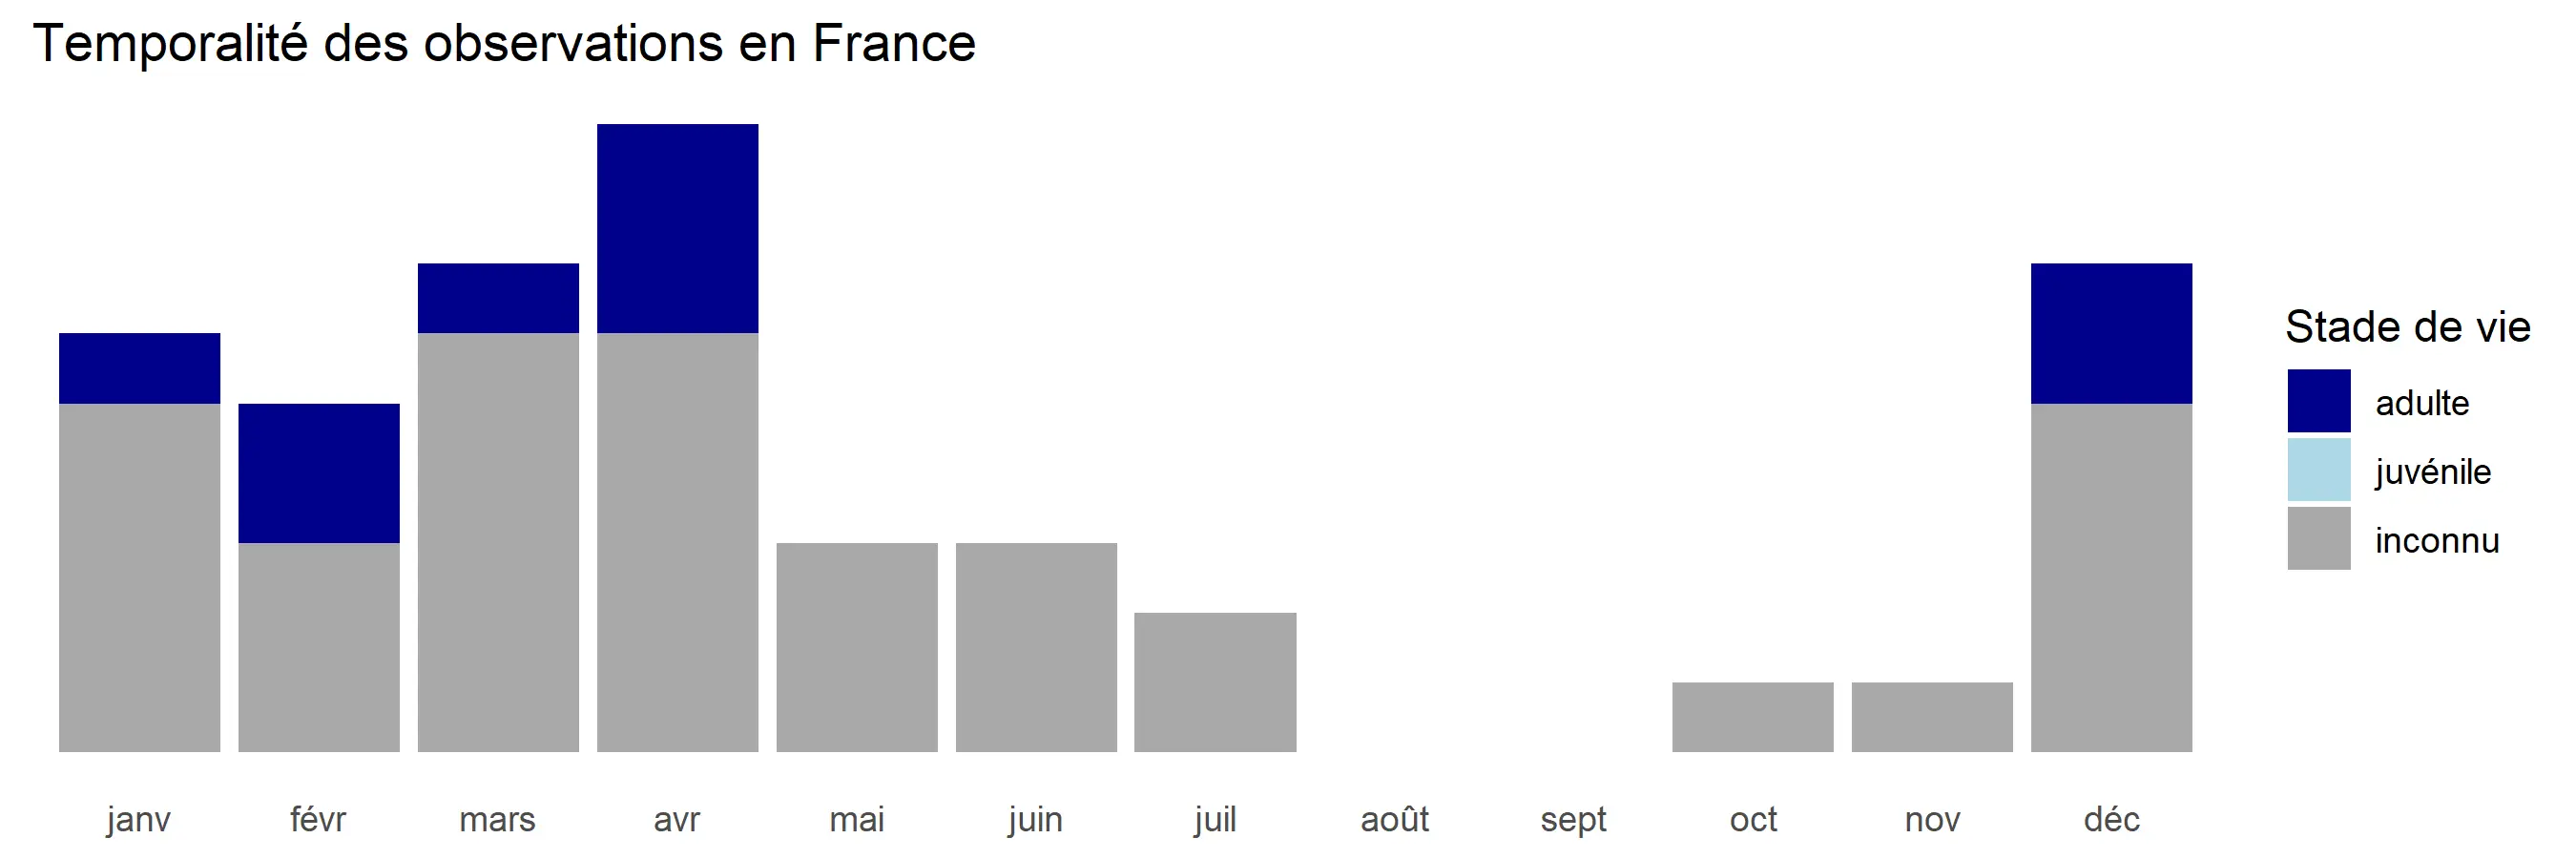 Temporalité des observations en France
Stade de vie
adulte
juvénile
inconnu
janv févr mars avr mai juin juil août sept oct nov déc